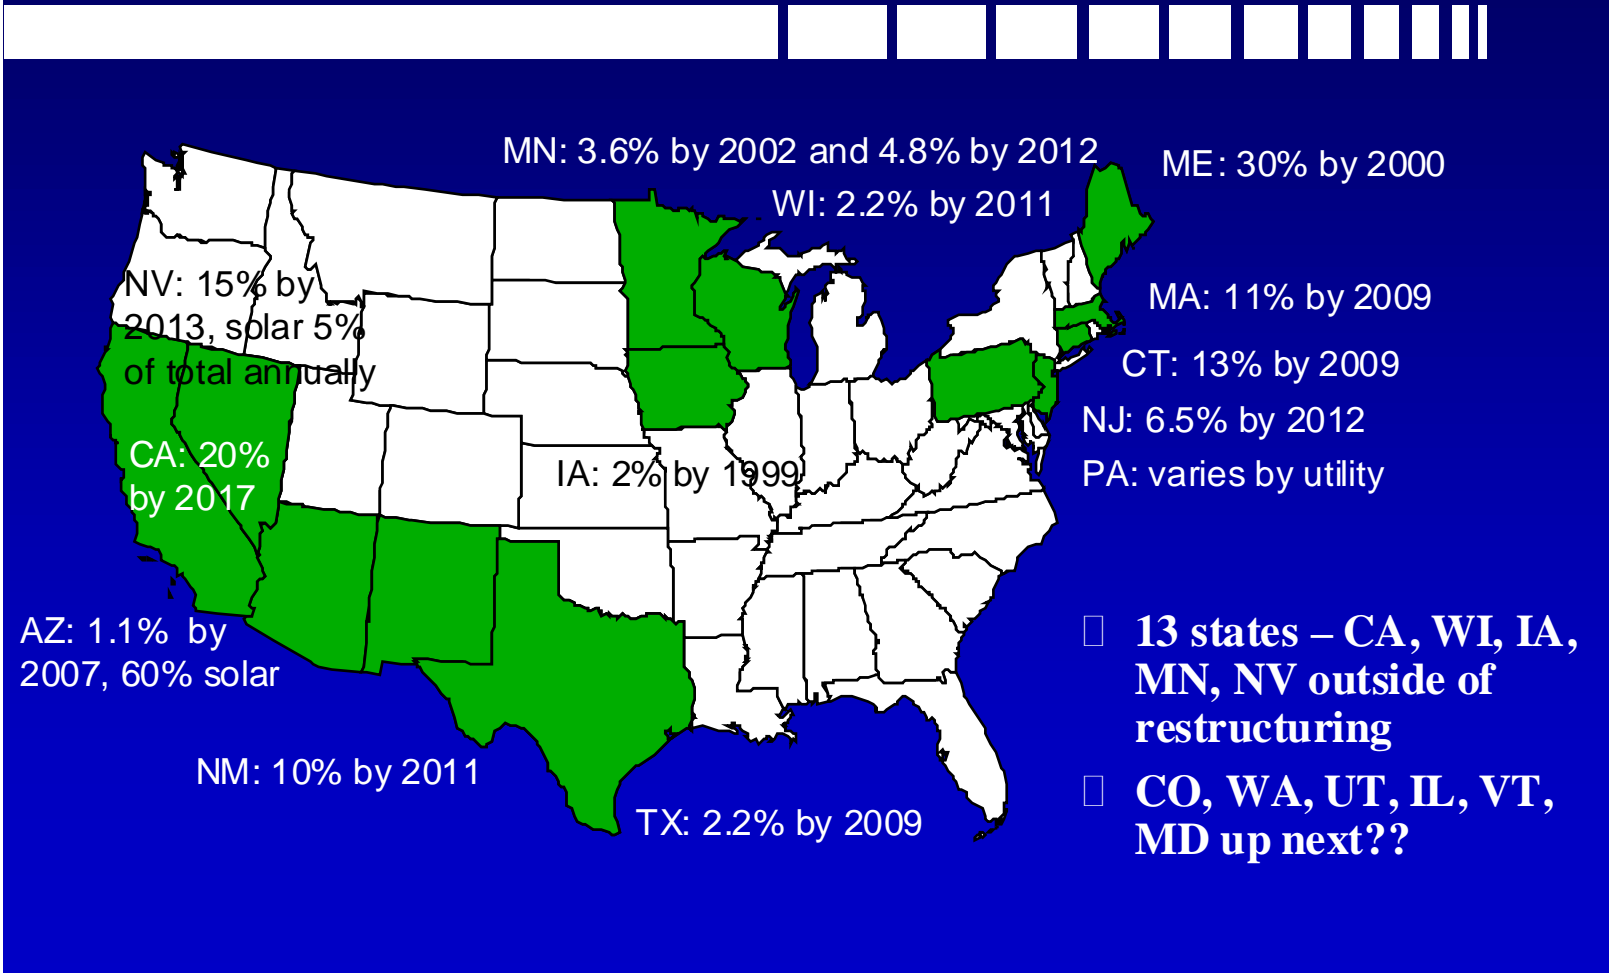 MN: 3.6% by 2002 and 4.8% by 2012
ME: 30% by 2000
WI: 2.2% by 2011
NV: 15% by
2013, solar 5%
of total annually
MA: 11% by 2009
CT: 13% by 2009
NJ: 6.5% by 2012
CA: 20%
by 2017
IA: 2% by 1999
PA: varies by utility
AZ: 1.1% by
2007, 60% solar
NM: 10% by 2011
TX: 2.2% by 2009
13 states – CA, WI, IA,
MN, NV outside of
restructuring
CO, WA, UT, IL, VT,
MD up next??